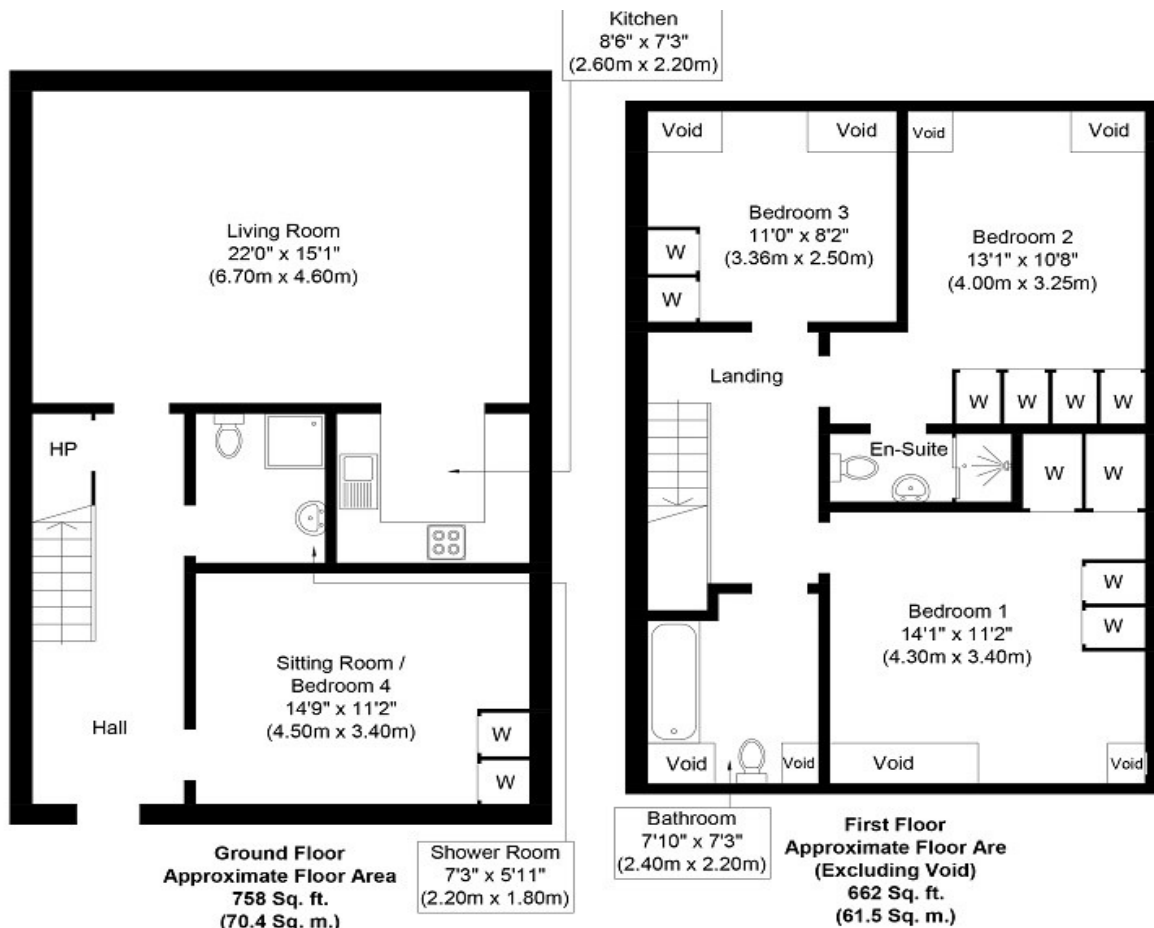 Kitchen
8'6" x 7'3"
(2.60m x 2.20m)
Living Room
22'0" x 15'1"
(6.70m x 4.60m)
HP
Sitting Room /
Bedroom 4
14'9" x 11'2"
(4.50m x 3.40m)
W
W
Hall
Ground Floor
Approximate Floor Area
758 Sq. ft.
(70.4 Sq. m.)
Shower Room
7'3" x 5'11"
(2.20m x 1.80m)
Void
Void
Void
Void
Bedroom 3
11'0" x 8'2"
(3.36m x 2.50m)
W
W
Bedroom 2
13'1" x 10'8"
(4.00m x 3.25m)
Landing
W
W
W
W
En-Suite
W
W
W
W
Bedroom 1
14'1" x 11'2"
(4.30m x 3.40m)
Void
Void
Void
Void
Bathroom
7'10" x 7'3"
(2.40m x 2.20m)
First Floor
Approximate Floor Are
(Excluding Void)
662 Sq. ft.
(61.5 Sq. m.)